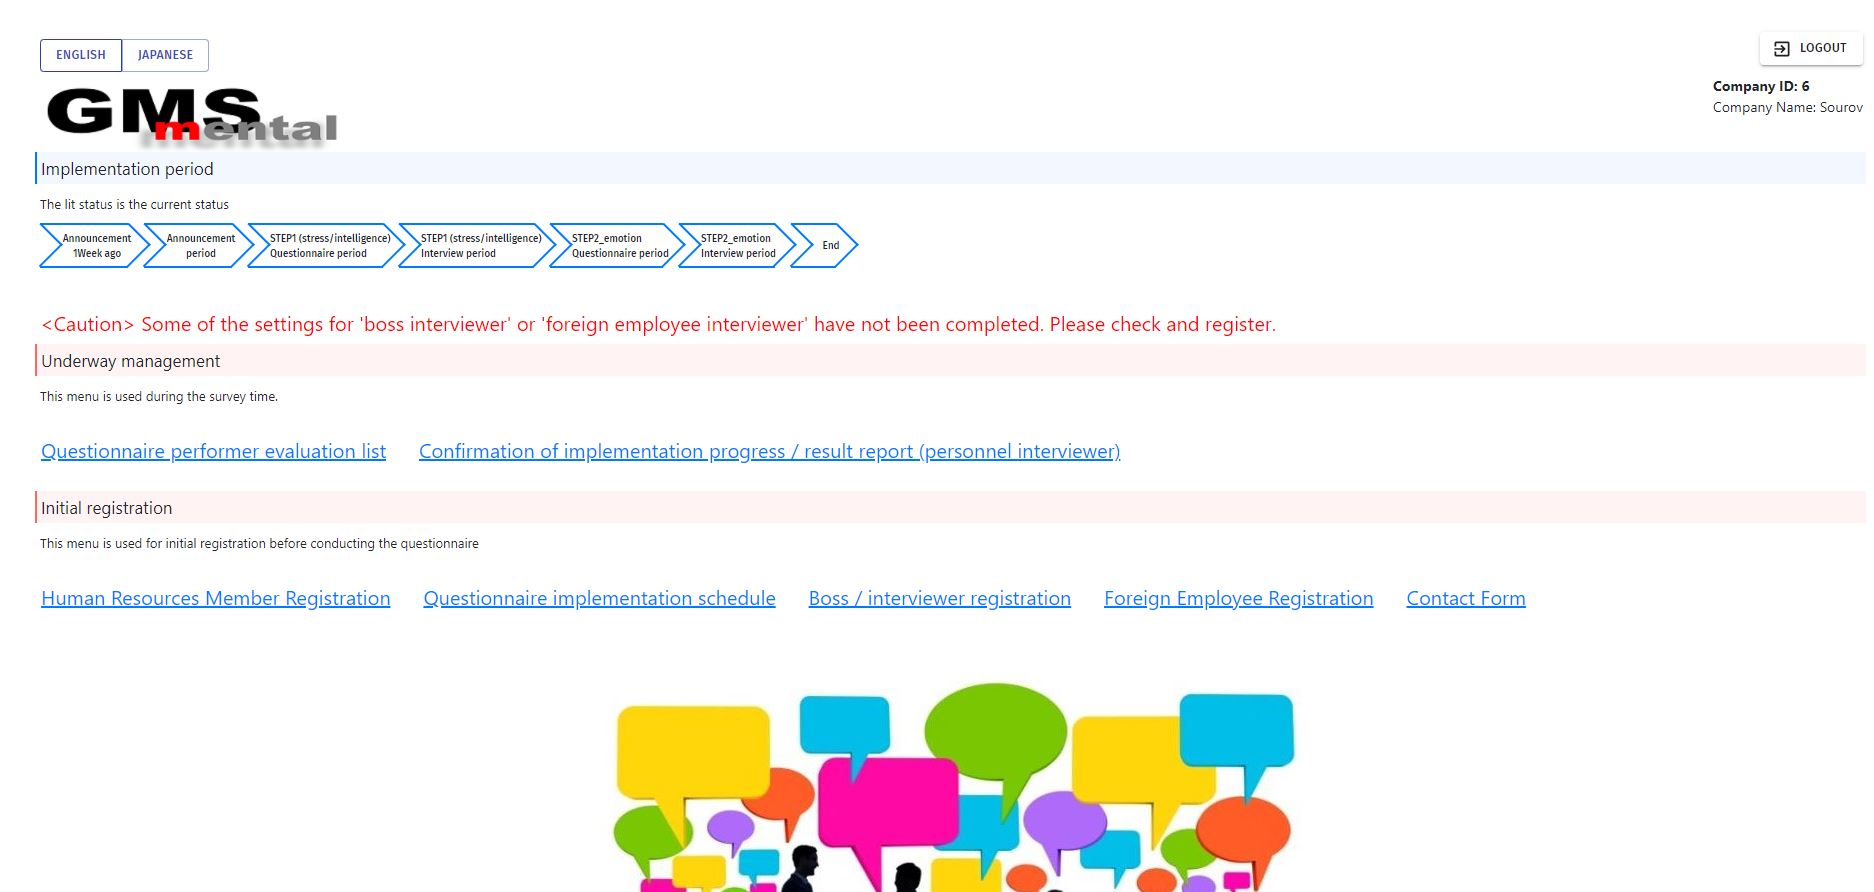 ENGLISH JAPANESE
LOGOUT
GMS
mental
Company ID: 6
Company Name: Sourov
Implementation period
The lit status is the current status
Announcement
1Week ago
Announcement
period
STEP1 (stress/intelligence)
Questionnaire period
STEP1 (stress/intelligence)
Interview period
STEP2_emotion
Questionnaire period
STEP2_emotion
Interview period
End
<Caution> Some of the settings for 'boss interviewer' or 'foreign employee interviewer' have not been completed. Please check and register.
Underway management
This menu is used during the survey time.
Questionnaire performer evaluation list Confirmation of implementation progress / result report (personnel interviewer)
Initial registration
This menu is used for initial registration before conducting the questionnaire
Human Resources Member Registration Questionnaire implementation schedule Boss / interviewer registration Foreign Employee Registration Contact Form